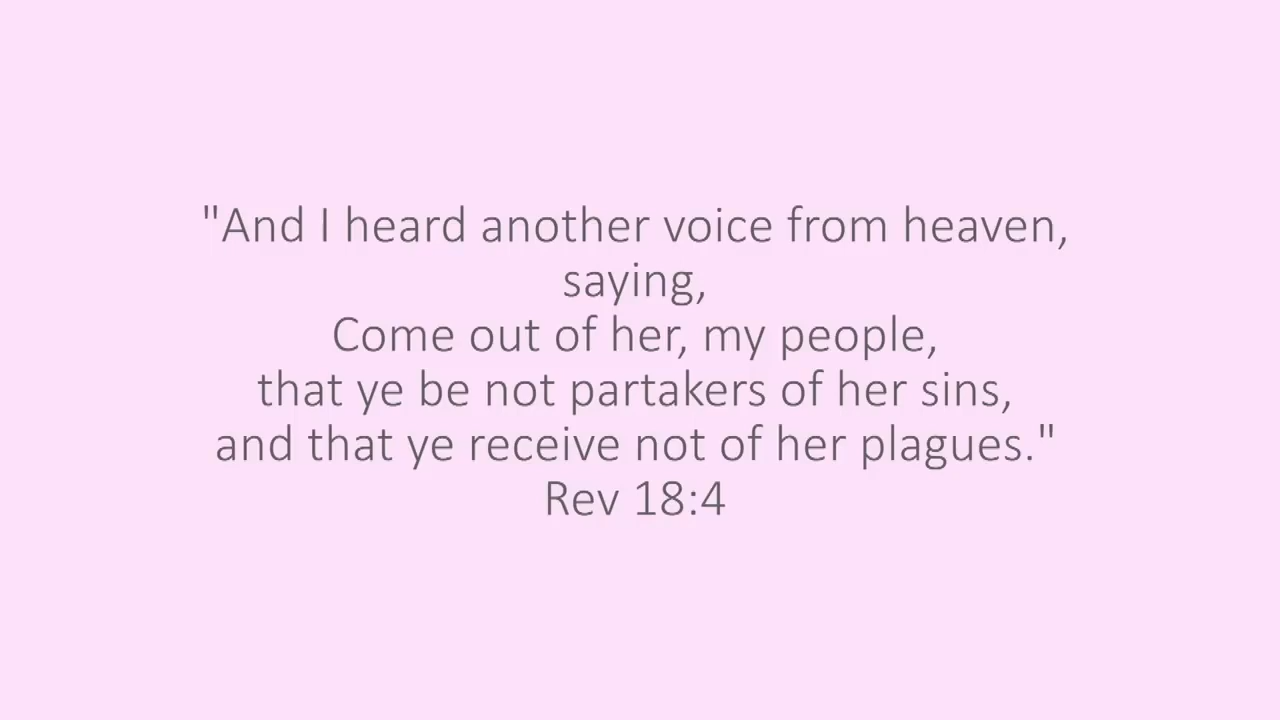 "And I heard another voice from heaven,
saying,
Come out of her, my people,
that ye be not partakers of her sins,
and that ye receive not of her plagues."
Rev 18:4